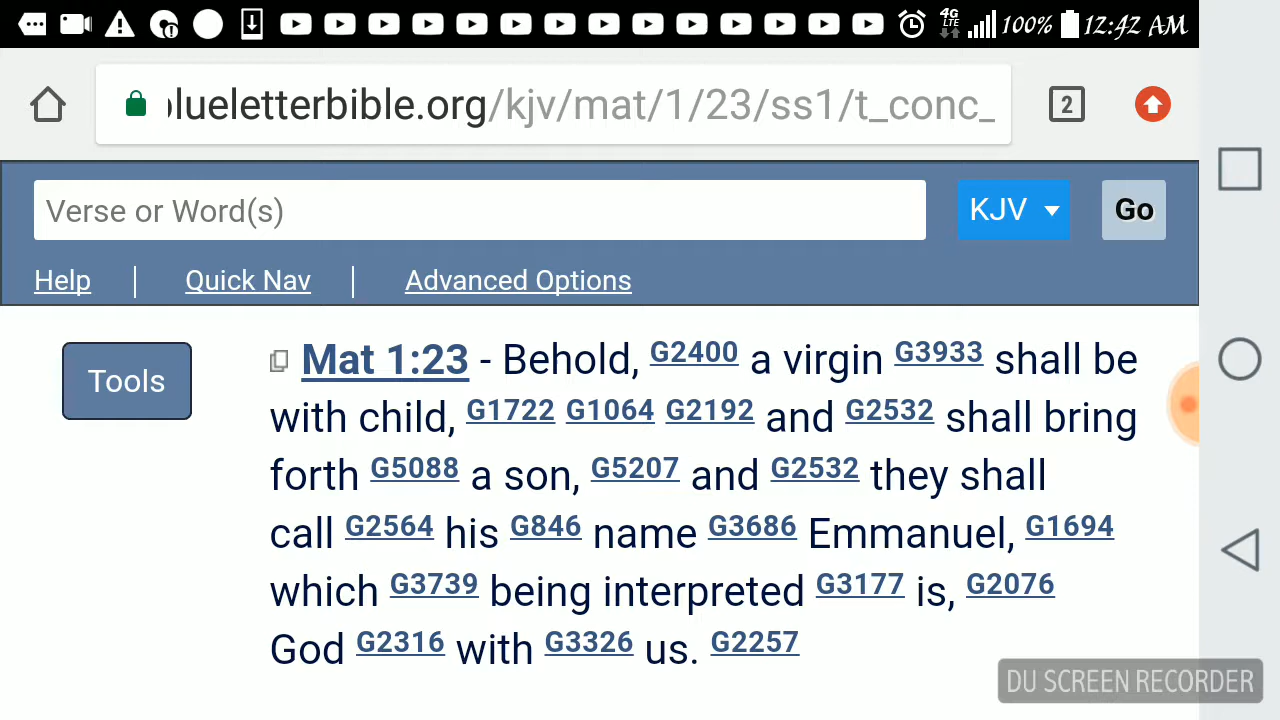 4G LTE 100% 12:42 AM
blueletterbible.org/kjv/mat/1/23/ss1/t_conc_ 2
Verse or Word(s) KJV Go
Help | Quick Nav | Advanced Options
Tools
Mat 1:23 - Behold, G2400 a virgin G3933 shall be
with child, G1722 G1064 G2192 and G2532 shall bring
forth G5088 a son, G5207 and G2532 they shall
call G2564 his G846 name G3686 Emmanuel, G1694
which G3739 being interpreted G3177 is, G2076
God G2316 with G3326 us. G2257
DU SCREEN RECORDER